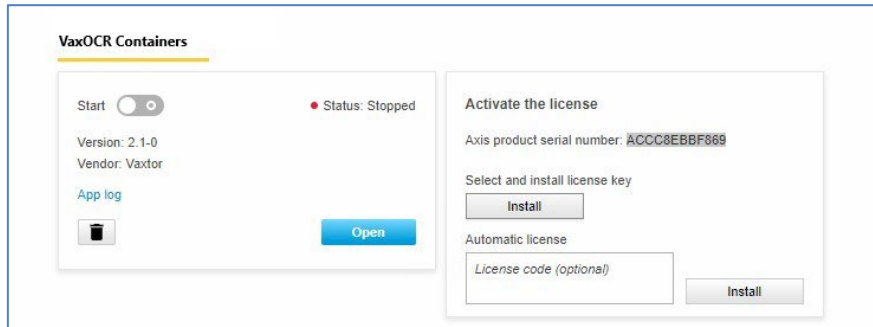 VaxOCR Containers
Start
Status: Stopped
Version: 2.1-0
Vendor: Vaxtor
App log
Open
Activate the license
Axis product serial number: ACCC8EBBF869
Select and install license key
Install
Automatic license
License code (optional)
Install